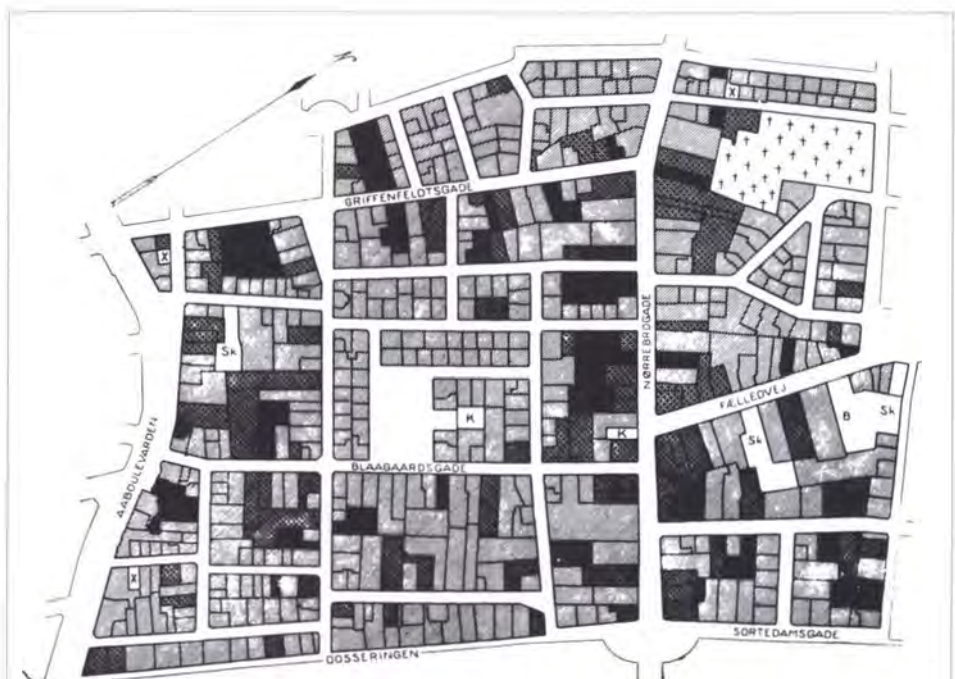 X
GRIFFENFELDTSGADE
X
NØRREBROGADE
Sk
FÆLLEDVEJ
Sk
B
Sk
K
K
BLAAGAARDSGADE
AABOULEVARDEN
X
SORTEDAMSGADE
DOSSERINGEN